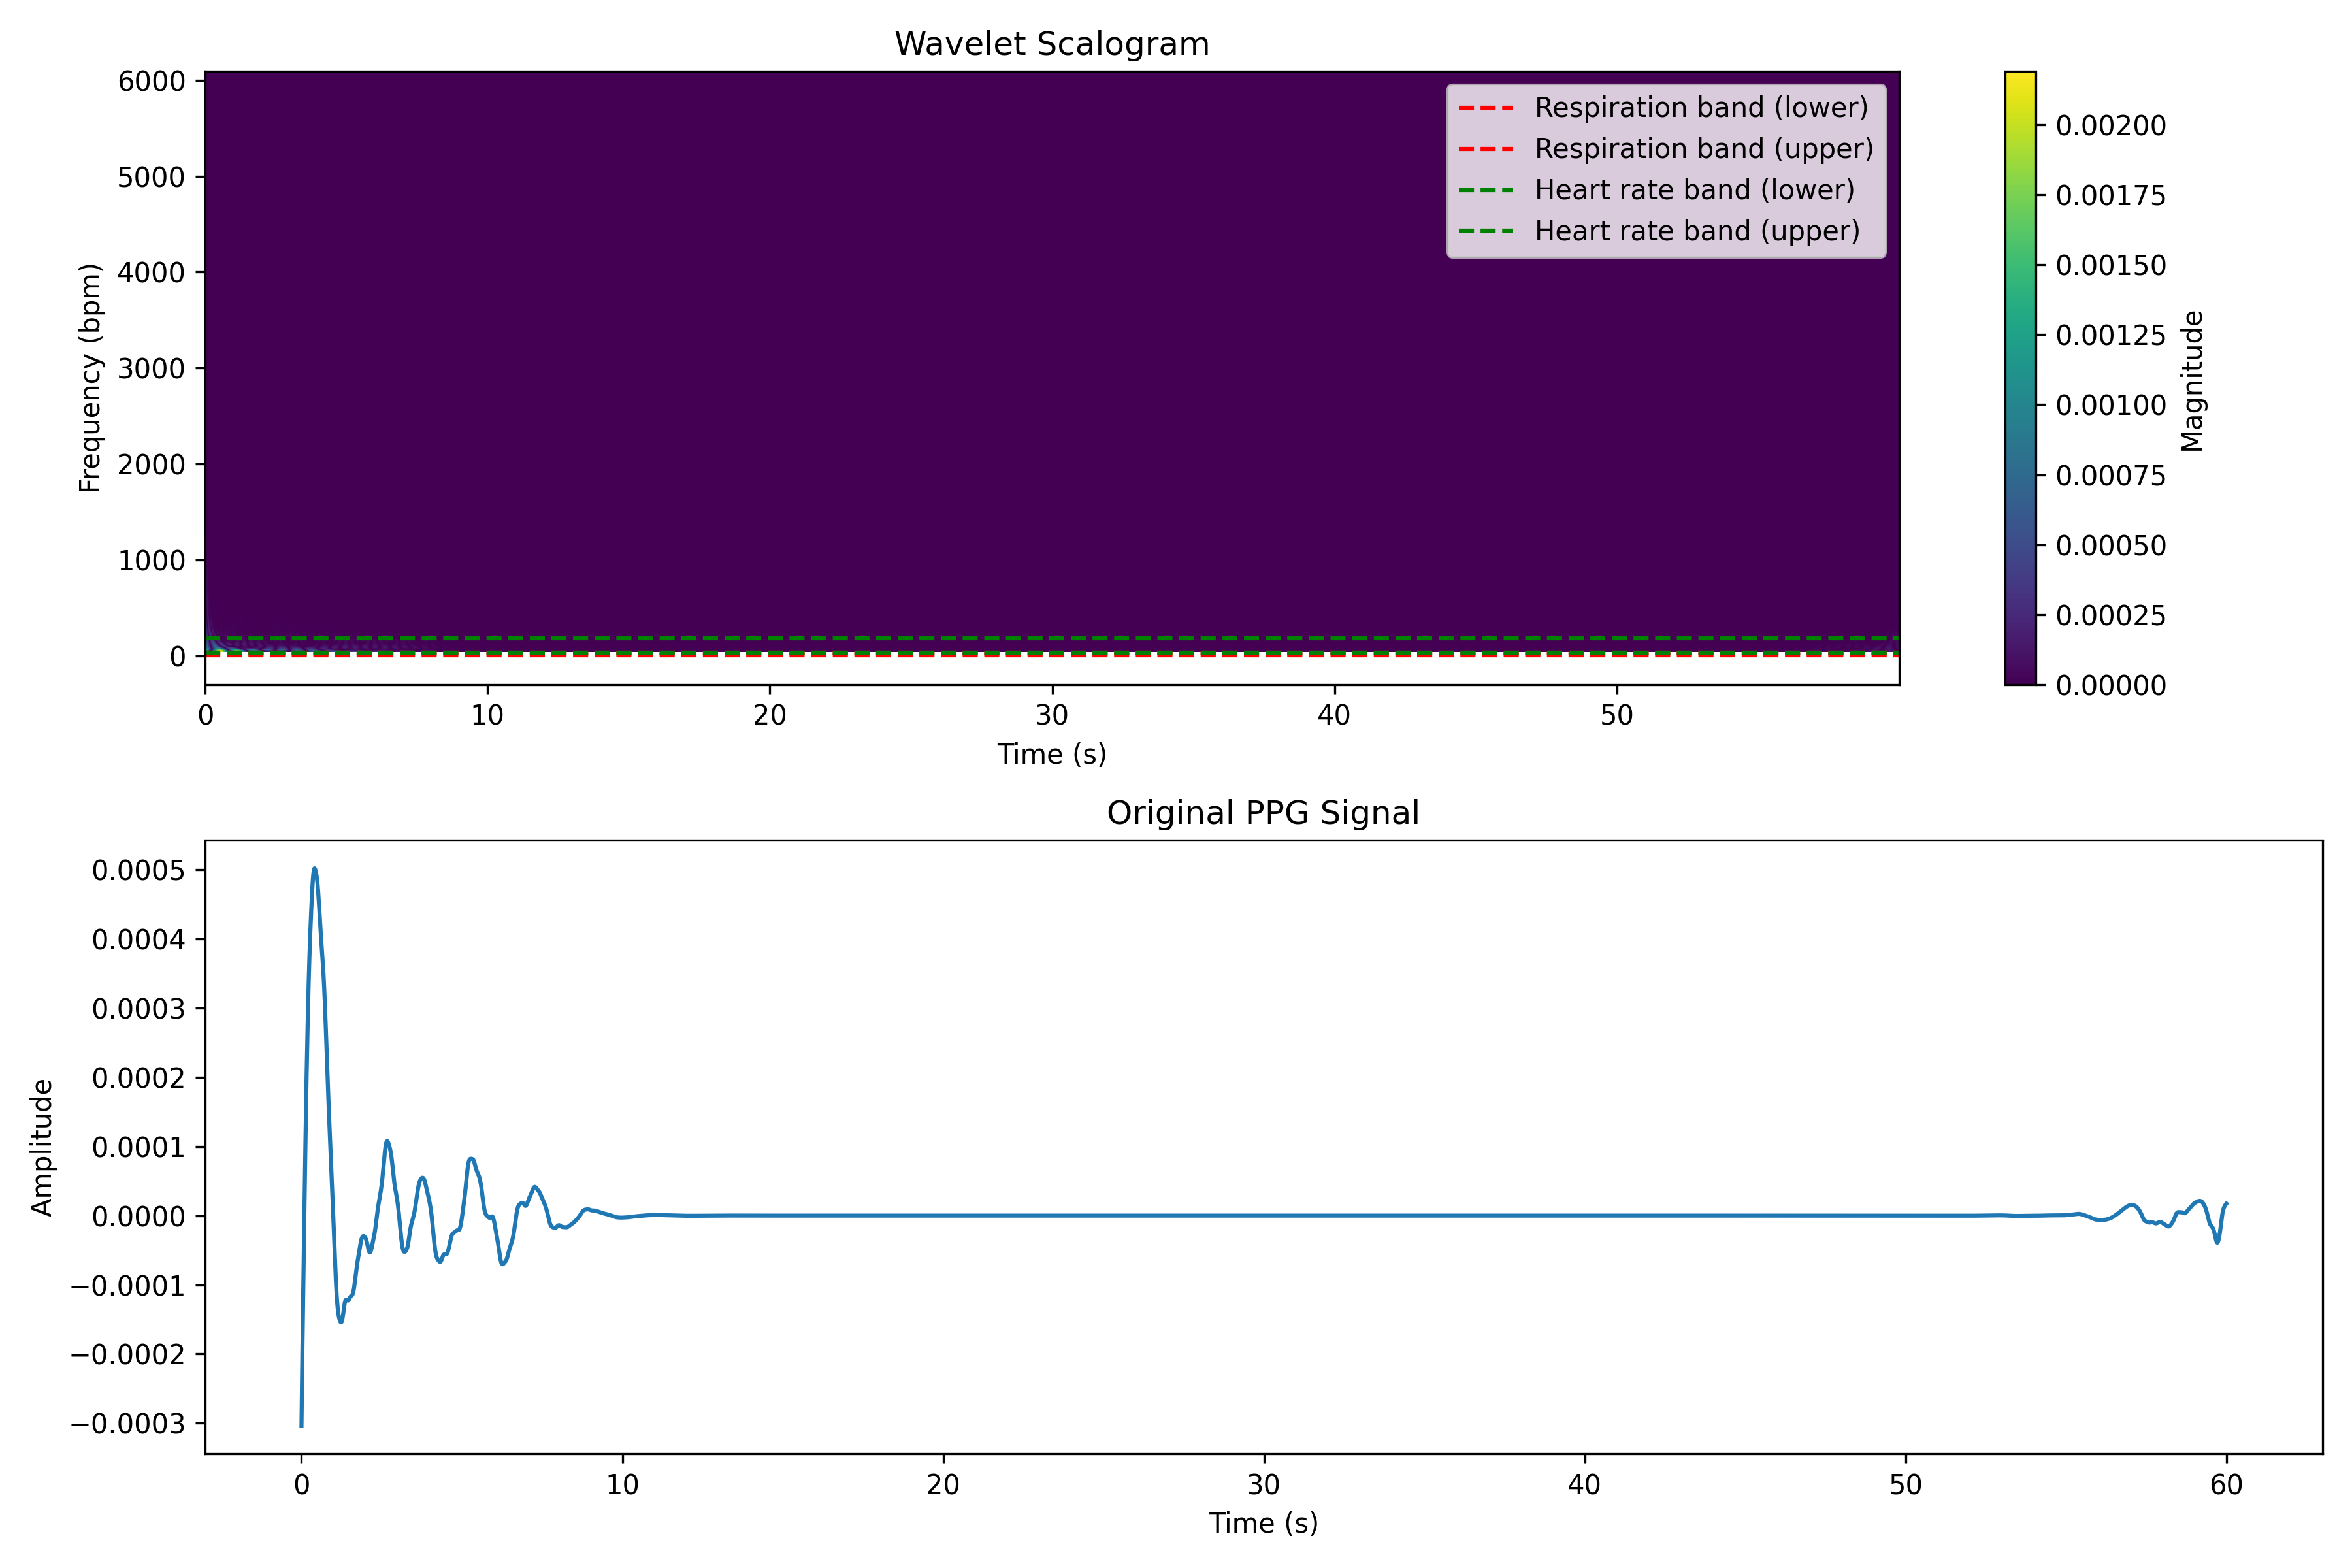 Wavelet Scalogram
6000
5000
4000
3000
2000
1000
0
Frequency (bpm)
Respiration band (lower)
Respiration band (upper)
Heart rate band (lower)
Heart rate band (upper)
0 10 20 30 40 50
Time (s)
0.00200
0.00175
0.00150
0.00125
0.00100
0.00075
0.00050
0.00025
0.00000
Magnitude
Original PPG Signal
0.0005
0.0004
0.0003
0.0002
0.0001
0.0000
−0.0001
−0.0002
−0.0003
Amplitude
0 10 20 30 40 50 60
Time (s)